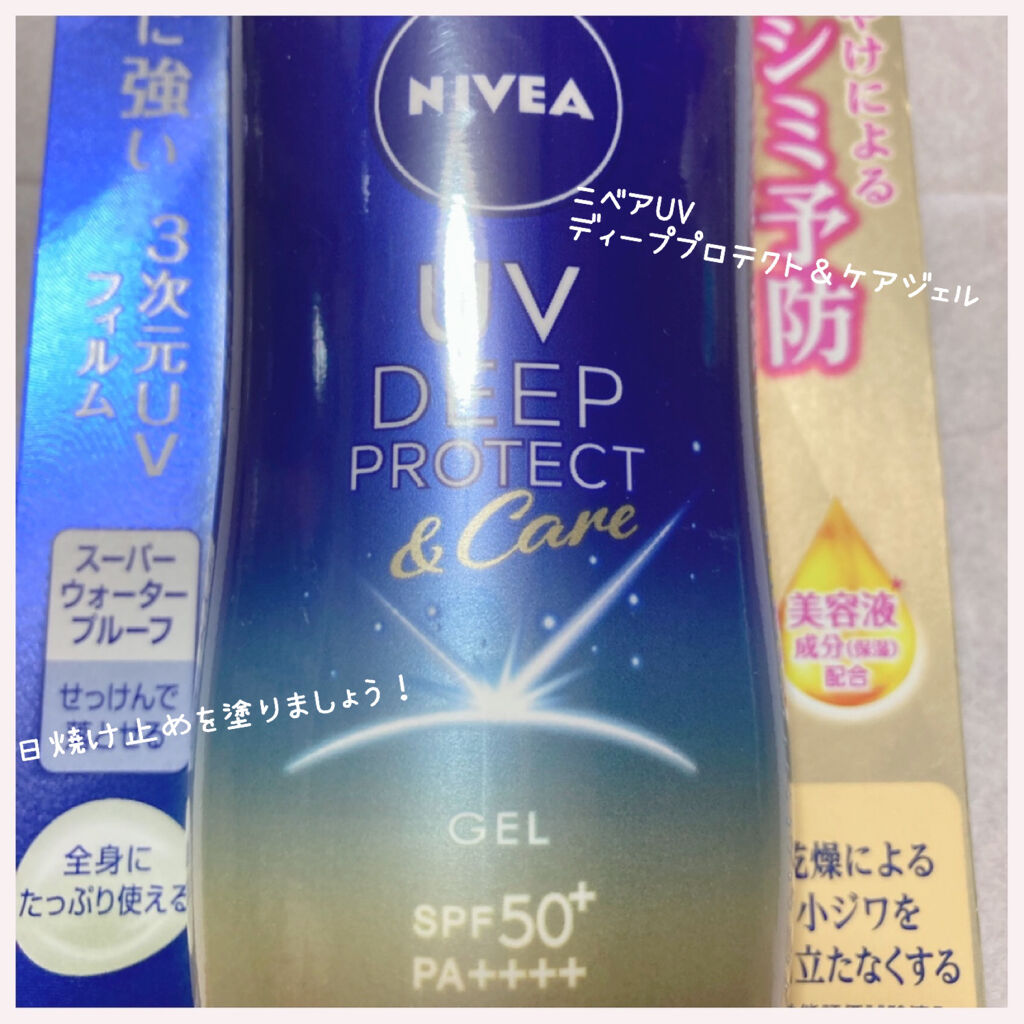 に強い
3次元UV
フィルム
スーパー
ウォーター
プルーフ
せっけんで
落とせる
全身に
たっぷり使える
NIVEA
UV
DEEP
PROTECT
& Care
GEL
SPF50+
PA++++
ニベアUV
ディーププロテクト&ケアジェル
日焼け止めを塗りましょう!
やけによる
シミ予防
美容液*
成分(保湿)
配合
乾燥による
小ジワを
立たなくする